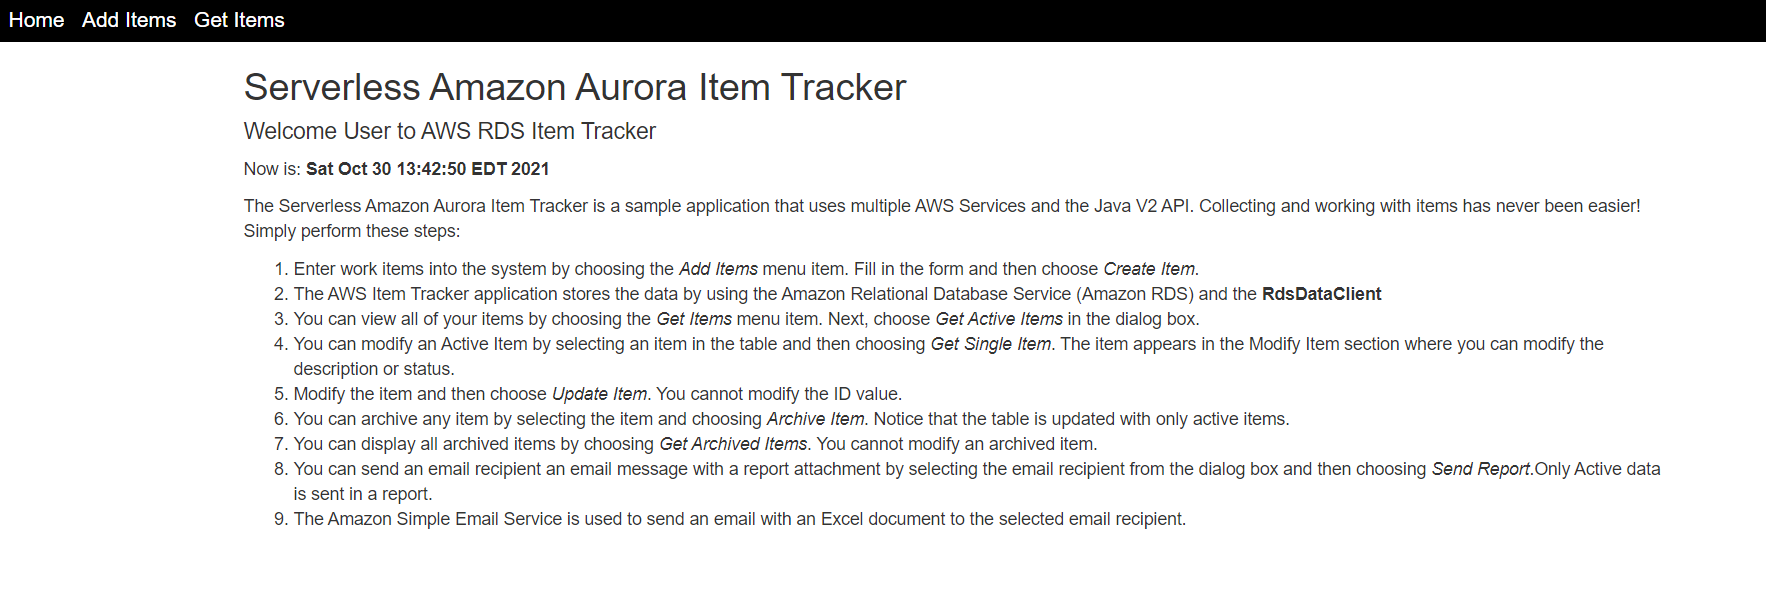 Home Add Items Get Items
Serverless Amazon Aurora Item Tracker
Welcome User to AWS RDS Item Tracker
Now is: Sat Oct 30 13:42:50 EDT 2021
The Serverless Amazon Aurora Item Tracker is a sample application that uses multiple AWS Services and the Java V2 API. Collecting and working with items has never been easier!
Simply perform these steps:
1. Enter work items into the system by choosing the Add Items menu item. Fill in the form and then choose Create Item.
2. The AWS Item Tracker application stores the data by using the Amazon Relational Database Service (Amazon RDS) and the RdsDataClient
3. You can view all of your items by choosing the Get Items menu item. Next, choose Get Active Items in the dialog box.
4. You can modify an Active Item by selecting an item in the table and then choosing Get Single Item. The item appears in the Modify Item section where you can modify the
description or status.
5. Modify the item and then choose Update Item. You cannot modify the ID value.
6. You can archive any item by selecting the item and choosing Archive Item. Notice that the table is updated with only active items.
7. You can display all archived items by choosing Get Archived Items. You cannot modify an archived item.
8. You can send an email recipient an email message with a report attachment by selecting the email recipient from the dialog box and then choosing Send Report.Only Active data
is sent in a report.
9. The Amazon Simple Email Service is used to send an email with an Excel document to the selected email recipient.